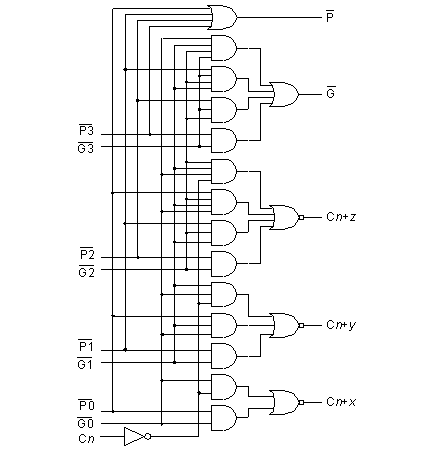 P̅
G̅
P̅3̅
G̅3̅
Cn+z
P̅2̅
G̅2̅
Cn+y
P̅1̅
G̅1̅
Cn+x
P̅0̅
G̅0̅
Cn